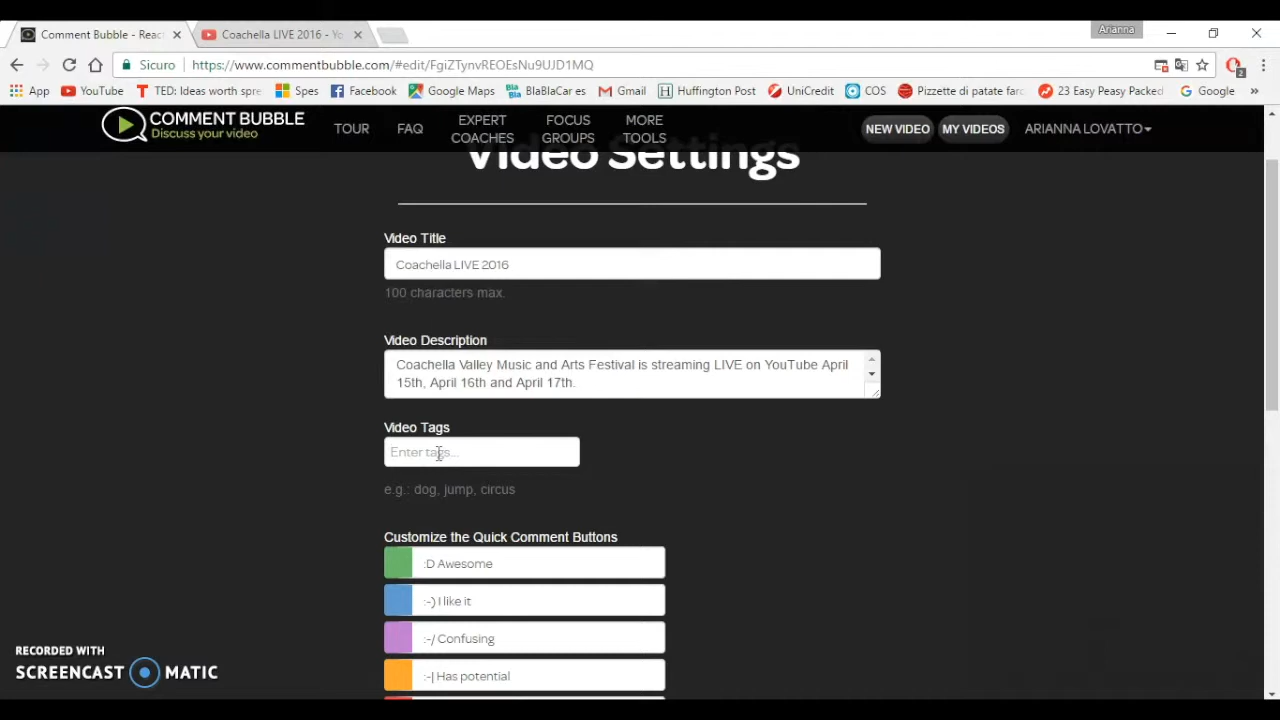 Comment Bubble - Reac
Coachella LIVE 2016 - Yo
Arianna
Sicuro
https://www.commentbubble.com/#edit/FgiZTynvREOEsNu9UJD1MQ
App
YouTube
TED: Ideas worth spre
Spes
Facebook
Google Maps
BlaBlaCar es
Gmail
Huffington Post
UniCredit
COS
Pizzette di patate farc
23 Easy Peasy Packed
Google
COMMENT BUBBLE
Discuss your video
TOUR
FAQ
EXPERT
COACHES
FOCUS
GROUPS
MORE
TOOLS
NEW VIDEO
MY VIDEOS
ARIANNA LOVATTO
Video Settings
Video Title
Coachella LIVE 2016
100 characters max.
Video Description
Coachella Valley Music and Arts Festival is streaming LIVE on YouTube April
15th, April 16th and April 17th.
Video Tags
Enter tags...
e.g.: dog, jump, circus
Customize the Quick Comment Buttons
:D Awesome
:-) I like it
:-/ Confusing
:-| Has potential
RECORDED WITH
SCREENCAST MATIC